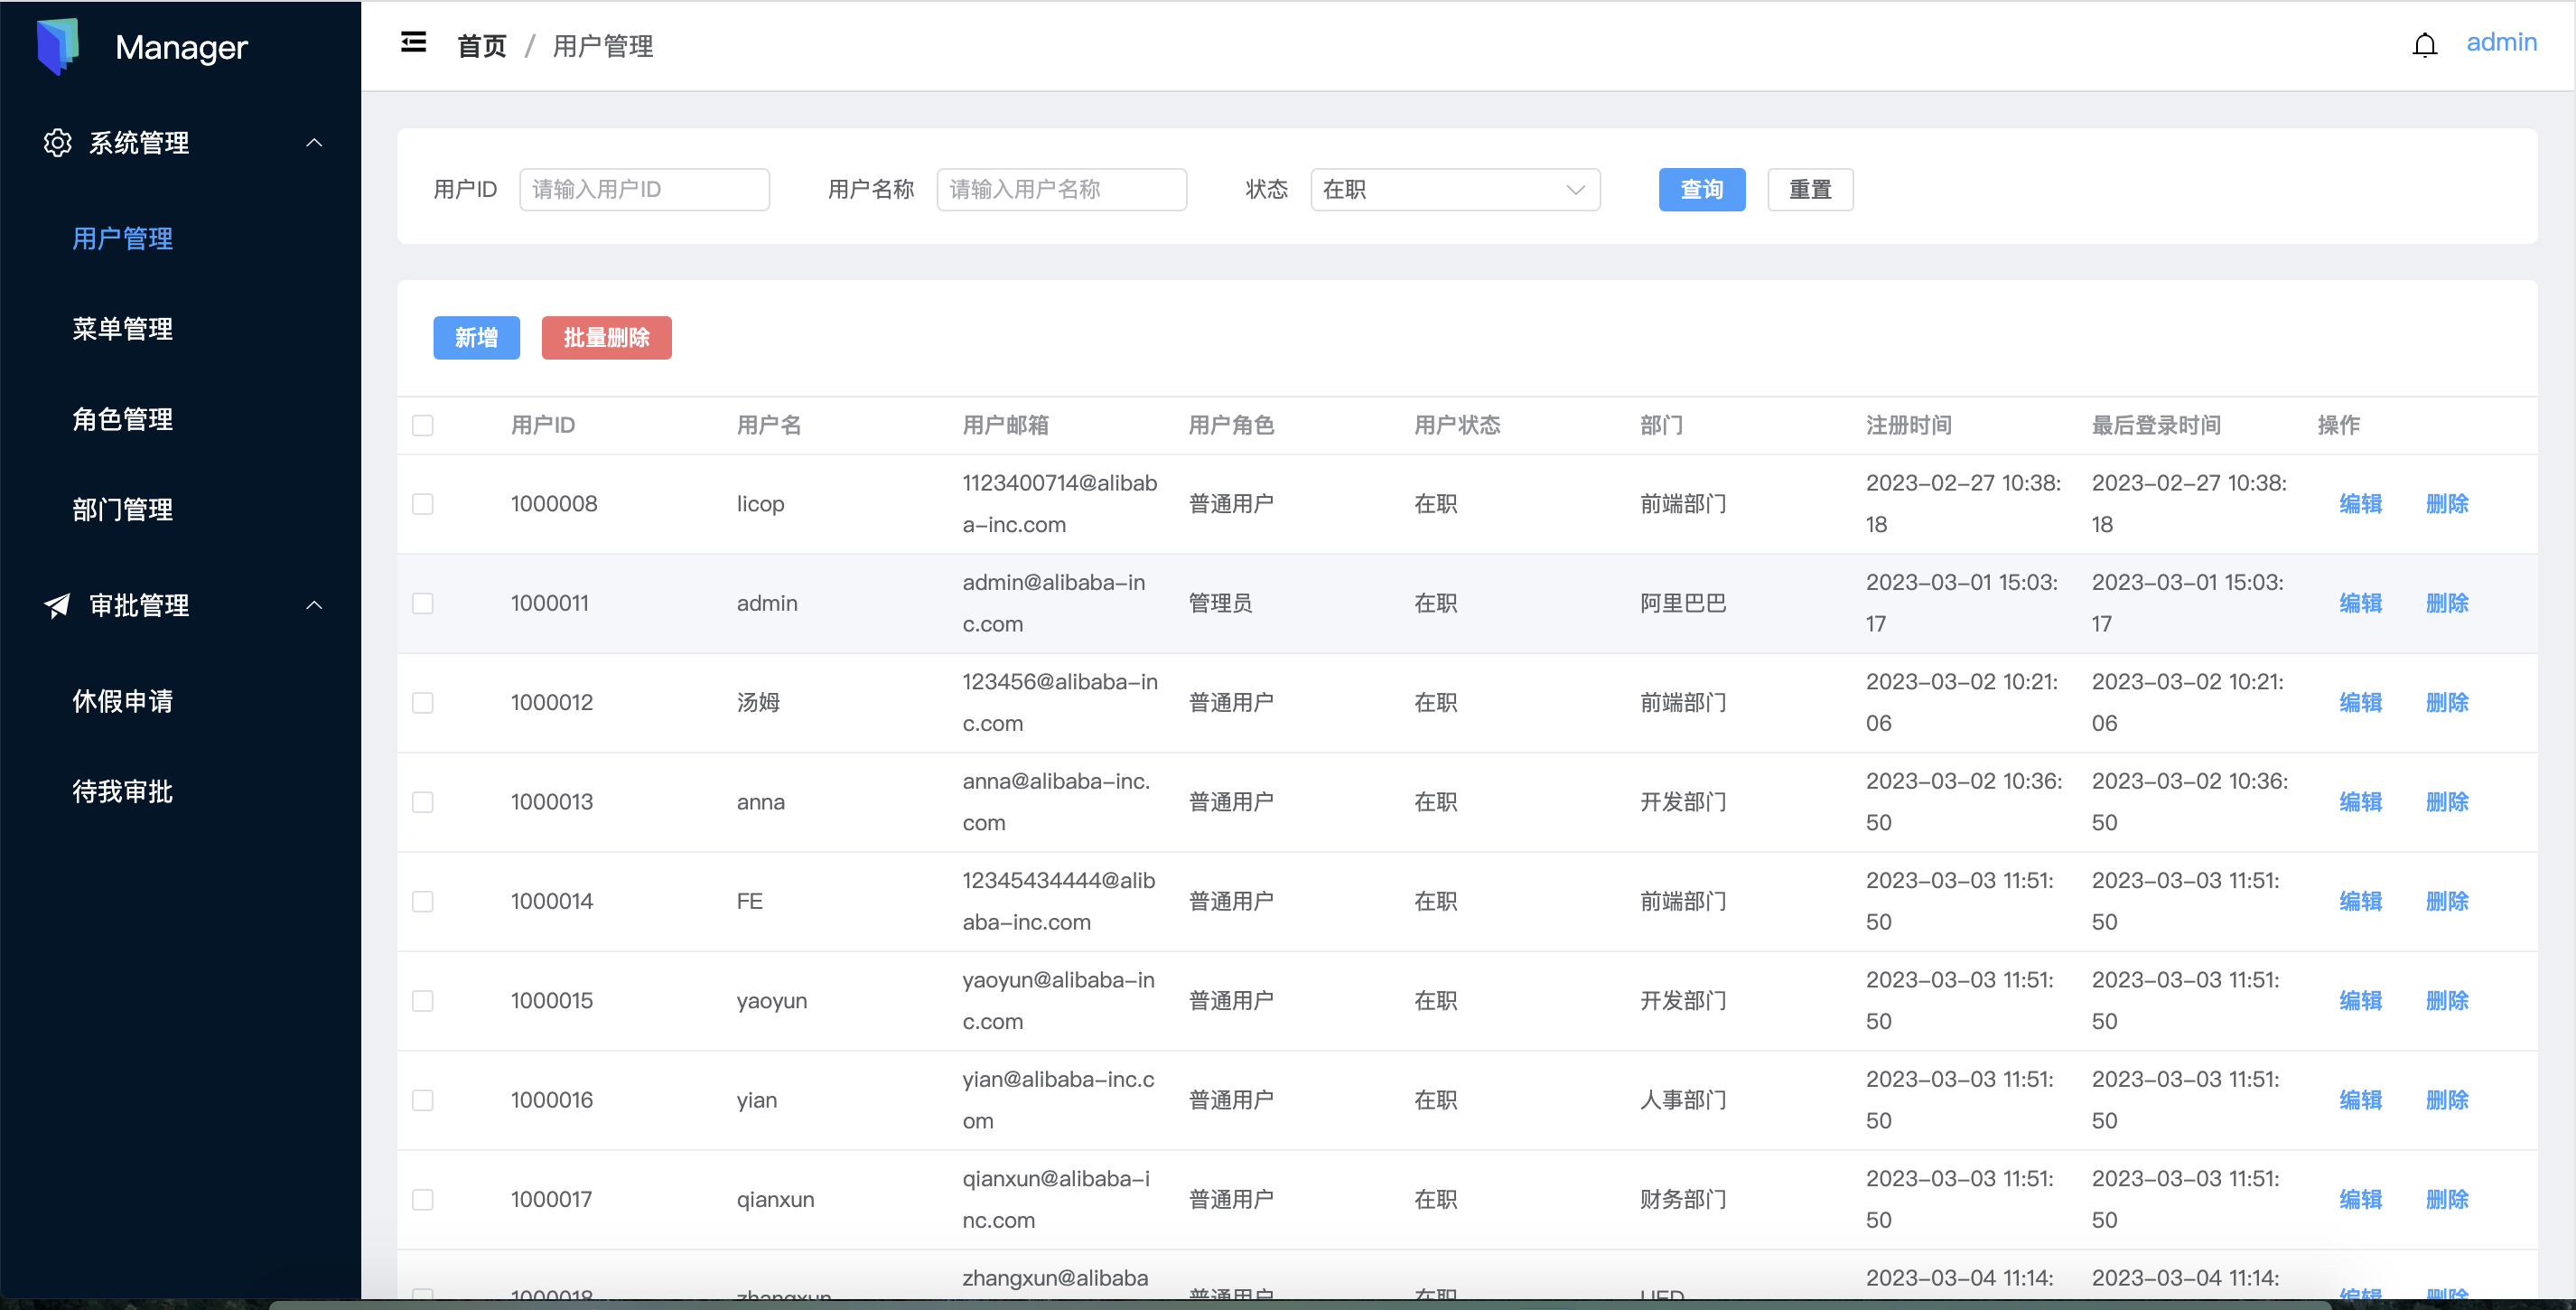 Manager
首页 / 用户管理
admin
系统管理
用户管理
菜单管理
角色管理
部门管理
审批管理
休假申请
待我审批
用户ID 请输入用户ID 用户名称 请输入用户名称 状态 在职 查询 重置
新增 批量删除
用户ID 用户名 用户邮箱 用户角色 用户状态 部门 注册时间 最后登录时间 操作
1000008 licop 1123400714@alibab 普通用户 在职 前端部门 2023-02-27 10:38: 2023-02-27 10:38: 编辑 删除
a-inc.com 18 18
1000011 admin admin@alibaba-in 管理员 在职 阿里巴巴 2023-03-01 15:03: 2023-03-01 15:03: 编辑 删除
c.com 17 17
1000012 汤姆 123456@alibaba-in 普通用户 在职 前端部门 2023-03-02 10:21: 2023-03-02 10:21: 编辑 删除
c.com 06 06
1000013 anna anna@alibaba-inc. 普通用户 在职 开发部门 2023-03-02 10:36: 2023-03-02 10:36: 编辑 删除
com 50 50
1000014 FE 12345434444@alib 普通用户 在职 前端部门 2023-03-03 11:51: 2023-03-03 11:51: 编辑 删除
aba-inc.com 50 50
1000015 yaoyun yaoyun@alibaba-in 普通用户 在职 开发部门 2023-03-03 11:51: 2023-03-03 11:51: 编辑 删除
c.com 50 50
1000016 yian yian@alibaba-inc.c 普通用户 在职 人事部门 2023-03-03 11:51: 2023-03-03 11:51: 编辑 删除
om 50 50
1000017 qianxun qianxun@alibaba-i 普通用户 在职 财务部门 2023-03-03 11:51: 2023-03-03 11:51: 编辑 删除
nc.com 50 50
1000018 zhangxun zhangxun@alibaba 普通用户 在职 UED 2023-03-04 11:14: 2023-03-04 11:14: 编辑 删除